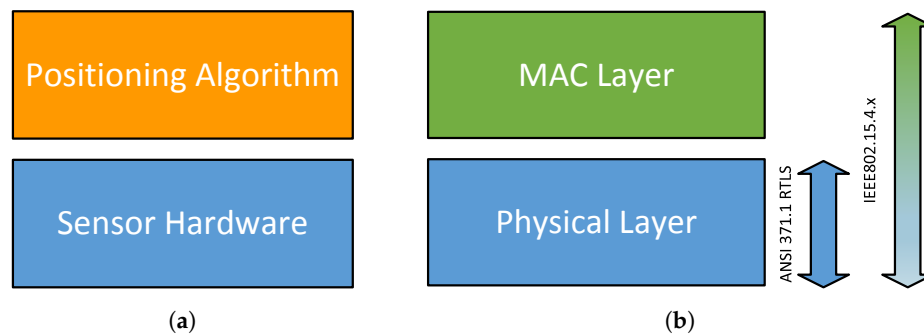 Positioning Algorithm
MAC Layer
Sensor Hardware
Physical Layer
ANSI 371.1 RTLS
IEEE802.15.4.x
(a)
(b)